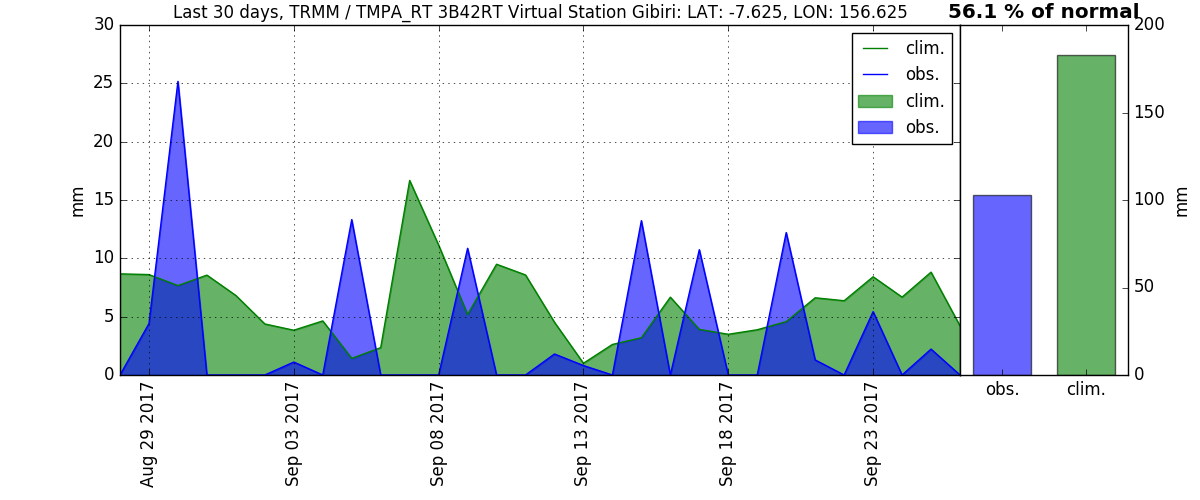 Last 30 days, TRMM / TMPA_RT 3B42RT Virtual Station Gibiri: LAT: -7.625, LON: 156.625
56.1 % of normal
30
25
20
15
10
5
0
mm
clim.
obs.
clim.
obs.
Aug 29 2017
Sep 03 2017
Sep 08 2017
Sep 13 2017
Sep 18 2017
Sep 23 2017
200
150
100
50
0
mm
obs.
clim.